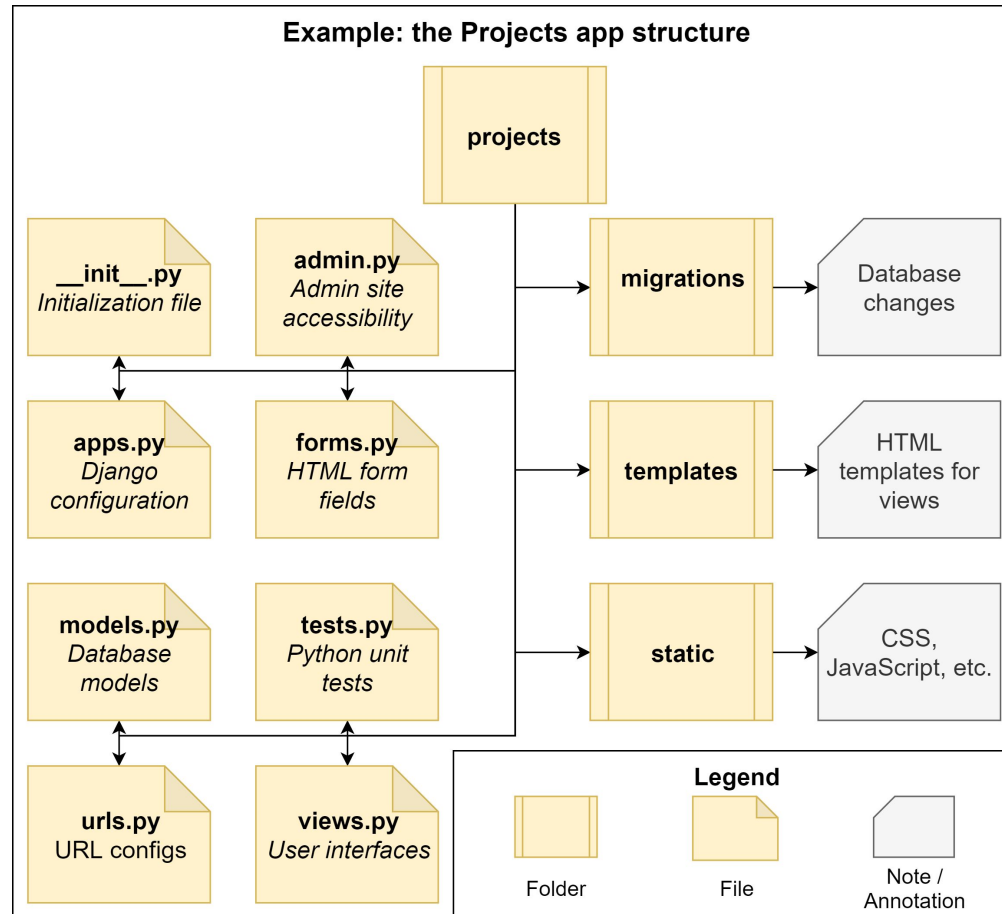 Example: the Projects app structure
projects
__init__.py
Initialization file
admin.py
Admin site
accessibility
migrations
Database
changes
apps.py
Django
configuration
forms.py
HTML form
fields
templates
HTML
templates for
views
models.py
Database
models
tests.py
Python unit
tests
static
CSS,
JavaScript, etc.
urls.py
URL configs
views.py
User interfaces
Legend
Folder
File
Note /
Annotation